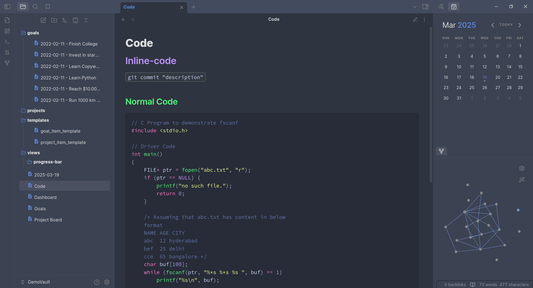 Code
Mar 2025
TODAY
Code
goals
2022-02-11 - Finish College
2022-02-11 - Invest in star...
2022-02-11 - Learn Copyw...
2022-02-11 - Learn Python
2022-02-11 - Reach $10.00...
2022-02-11 - Run 1000 km ...
projects
templates
goal_item_template
project_item_template
views
progress-bar
2025-03-19
Code
Dashboard
Goals
Project Board
DemoVault
Code
Inline-code
git commit "description"
Normal Code
// C Program to demonstrate fscanf
#include <stdio.h>
// Driver Code
int main()
{
FILE* ptr = fopen("abc.txt", "r");
if (ptr == NULL) {
printf("no such file.");
return 0;
}
/* Assuming that abc.txt has content in below
format
NAME AGE CITY
abc 12 hyderabad
bef 25 delhi
cce 65 bangalore */
char buf[100];
while (fscanf(ptr, "%*s %*s %s ", buf) == 1)
printf("%s\n", buf);
SUN MON TUE WED THU FRI SAT
23 24 25 26 27 28 1
2 3 4 5 6 7 8
9 10 11 12 13 14 15
16 17 18 19 20 21 22
23 24 25 26 27 28 29
30 31 1 2 3 4 5
0 backlinks
73 words
477 characters